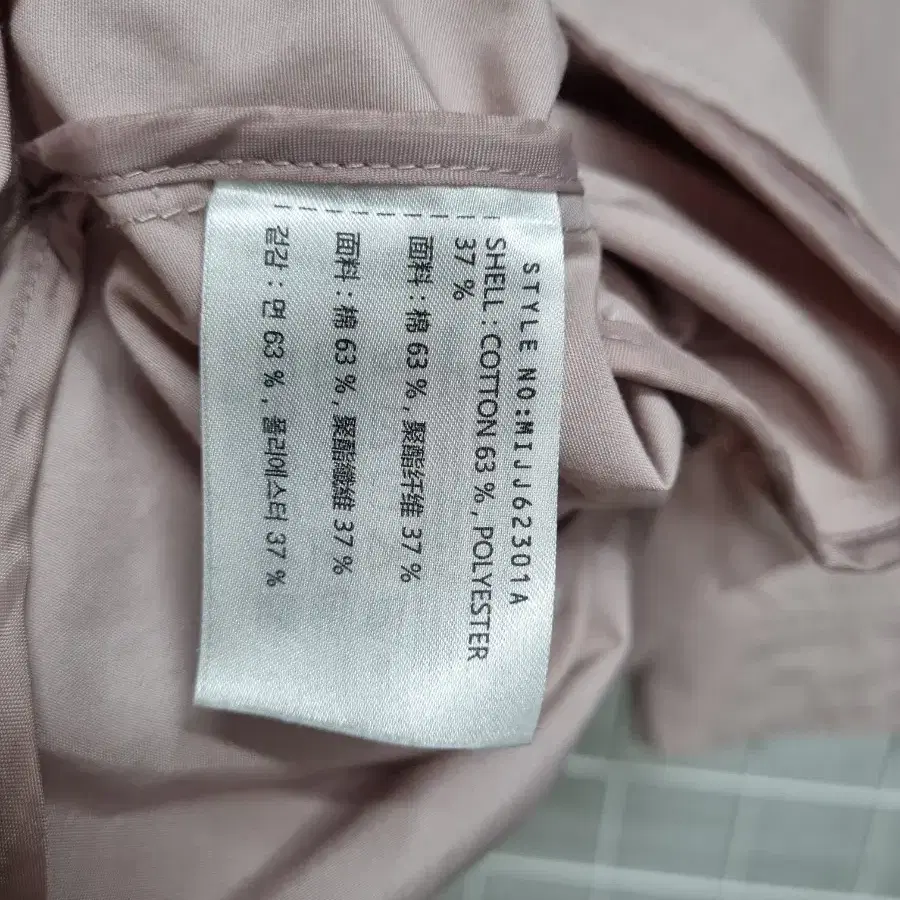 STYLE NO:MIJJ62301A
SHELL : COTTON 63 % , POLYESTER
37 %
面料 : 棉 63 % , 聚酯纤维 37 %
面料 : 棉 63 % , 聚酯纖維 37 %
겉감 : 면 63 % , 폴리에스터 37 %